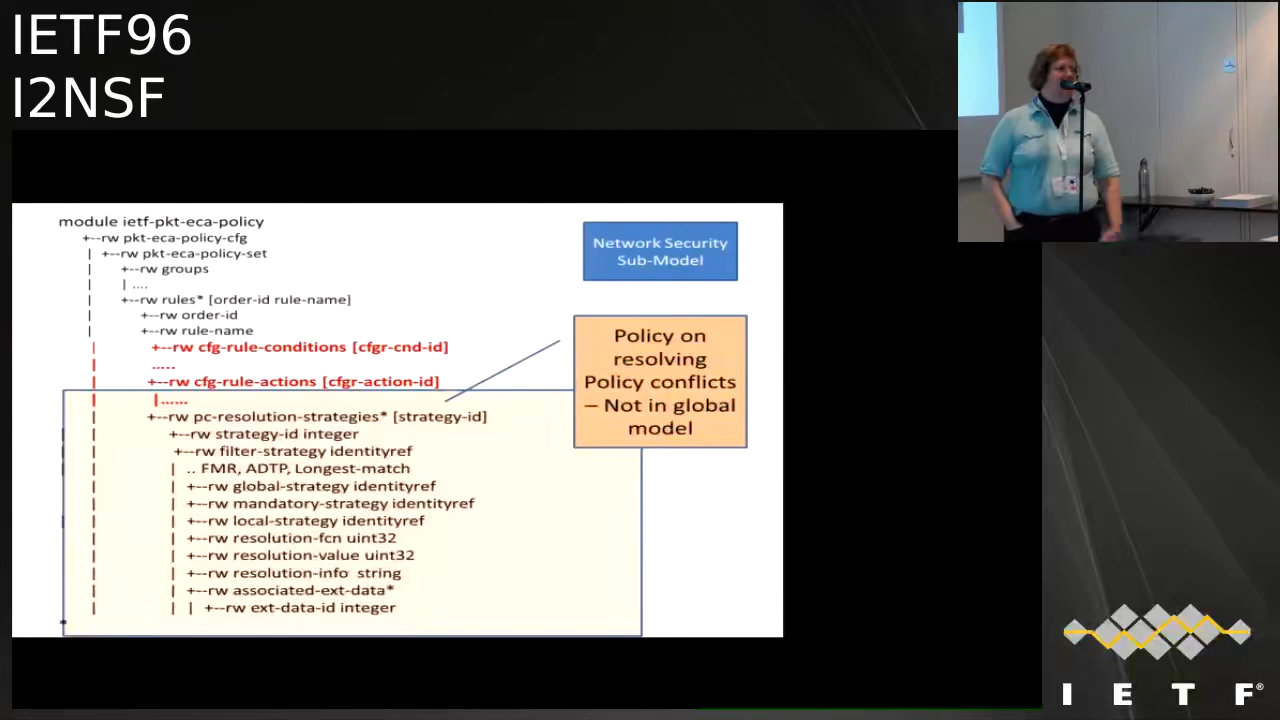 IETF96
I2NSF
module ietf-pkt-eca-policy
+--rw pkt-eca-policy-cfg
| +--rw pkt-eca-policy-set
| +--rw groups
| | ....
| +--rw rules* [order-id rule-name]
| +--rw order-id
| +--rw rule-name
| +--rw cfg-rule-conditions [cfgr-cnd-id]
| .....
| +--rw cfg-rule-actions [cfgr-action-id]
| |......
| +--rw pc-resolution-strategies* [strategy-id]
| | +--rw strategy-id integer
| | +--rw filter-strategy identityref
| | | .. FMR, ADTP, Longest-match
| | +--rw global-strategy identityref
| | +--rw mandatory-strategy identityref
| | +--rw local-strategy identityref
| | +--rw resolution-fcn uint32
| | +--rw resolution-value uint32
| | +--rw resolution-info string
| | +--rw associated-ext-data*
| | | +--rw ext-data-id integer
*
Network Security
Sub-Model
Policy on
resolving
Policy conflicts
– Not in global
model
I E T F®